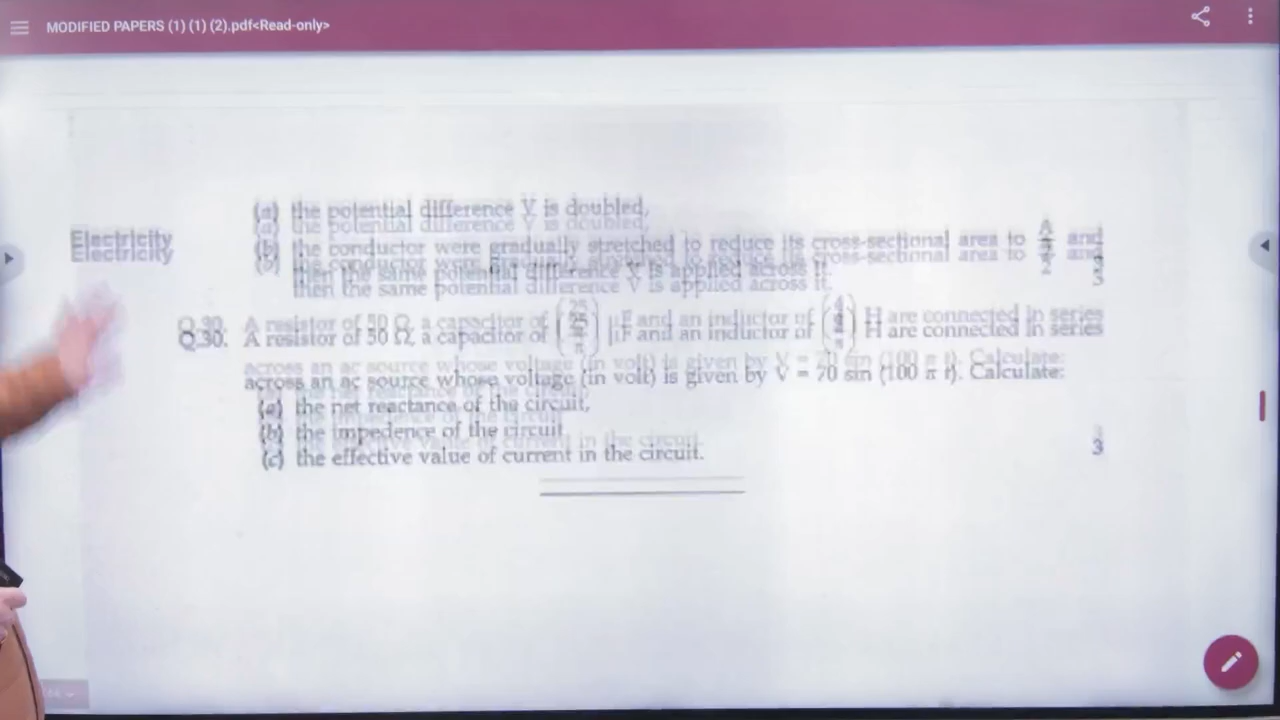 MODIFIED PAPERS (1) (1) (2).pdf<Read-only>
(a) the potential difference V is doubled,
Electricity
(b) the conductor were gradually stretched to reduce its cross-sectional area to A/2 and
then the same potential difference V is applied across it. 3
Q.30. A resistor of 50 Ω, a capacitor of (25/π) μF and an inductor of (4/π) H are connected in series
across an ac source whose voltage (in volt) is given by V = 70 sin (100 π t). Calculate:
(a) the net reactance of the circuit,
(b) the impedence of the circuit
(c) the effective value of current in the circuit. 3